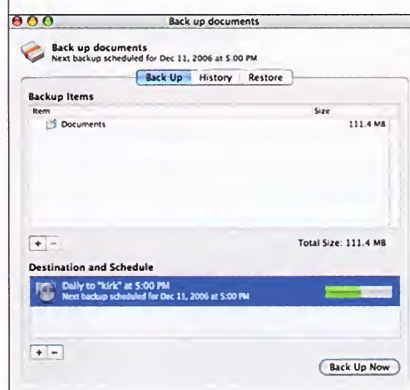 Back up documents
Back up documents
Next backup scheduled for Dec 11, 2006 at 5:00 PM
Back Up History Restore
Backup Items
Item Size
Documents 111.4 MB
+ - Total Size: 111.4 MB
Destination and Schedule
Daily to "kirk" at 5:00 PM
Next backup scheduled for Dec 11, 2006 at 5:00 PM
+ -
Back Up Now